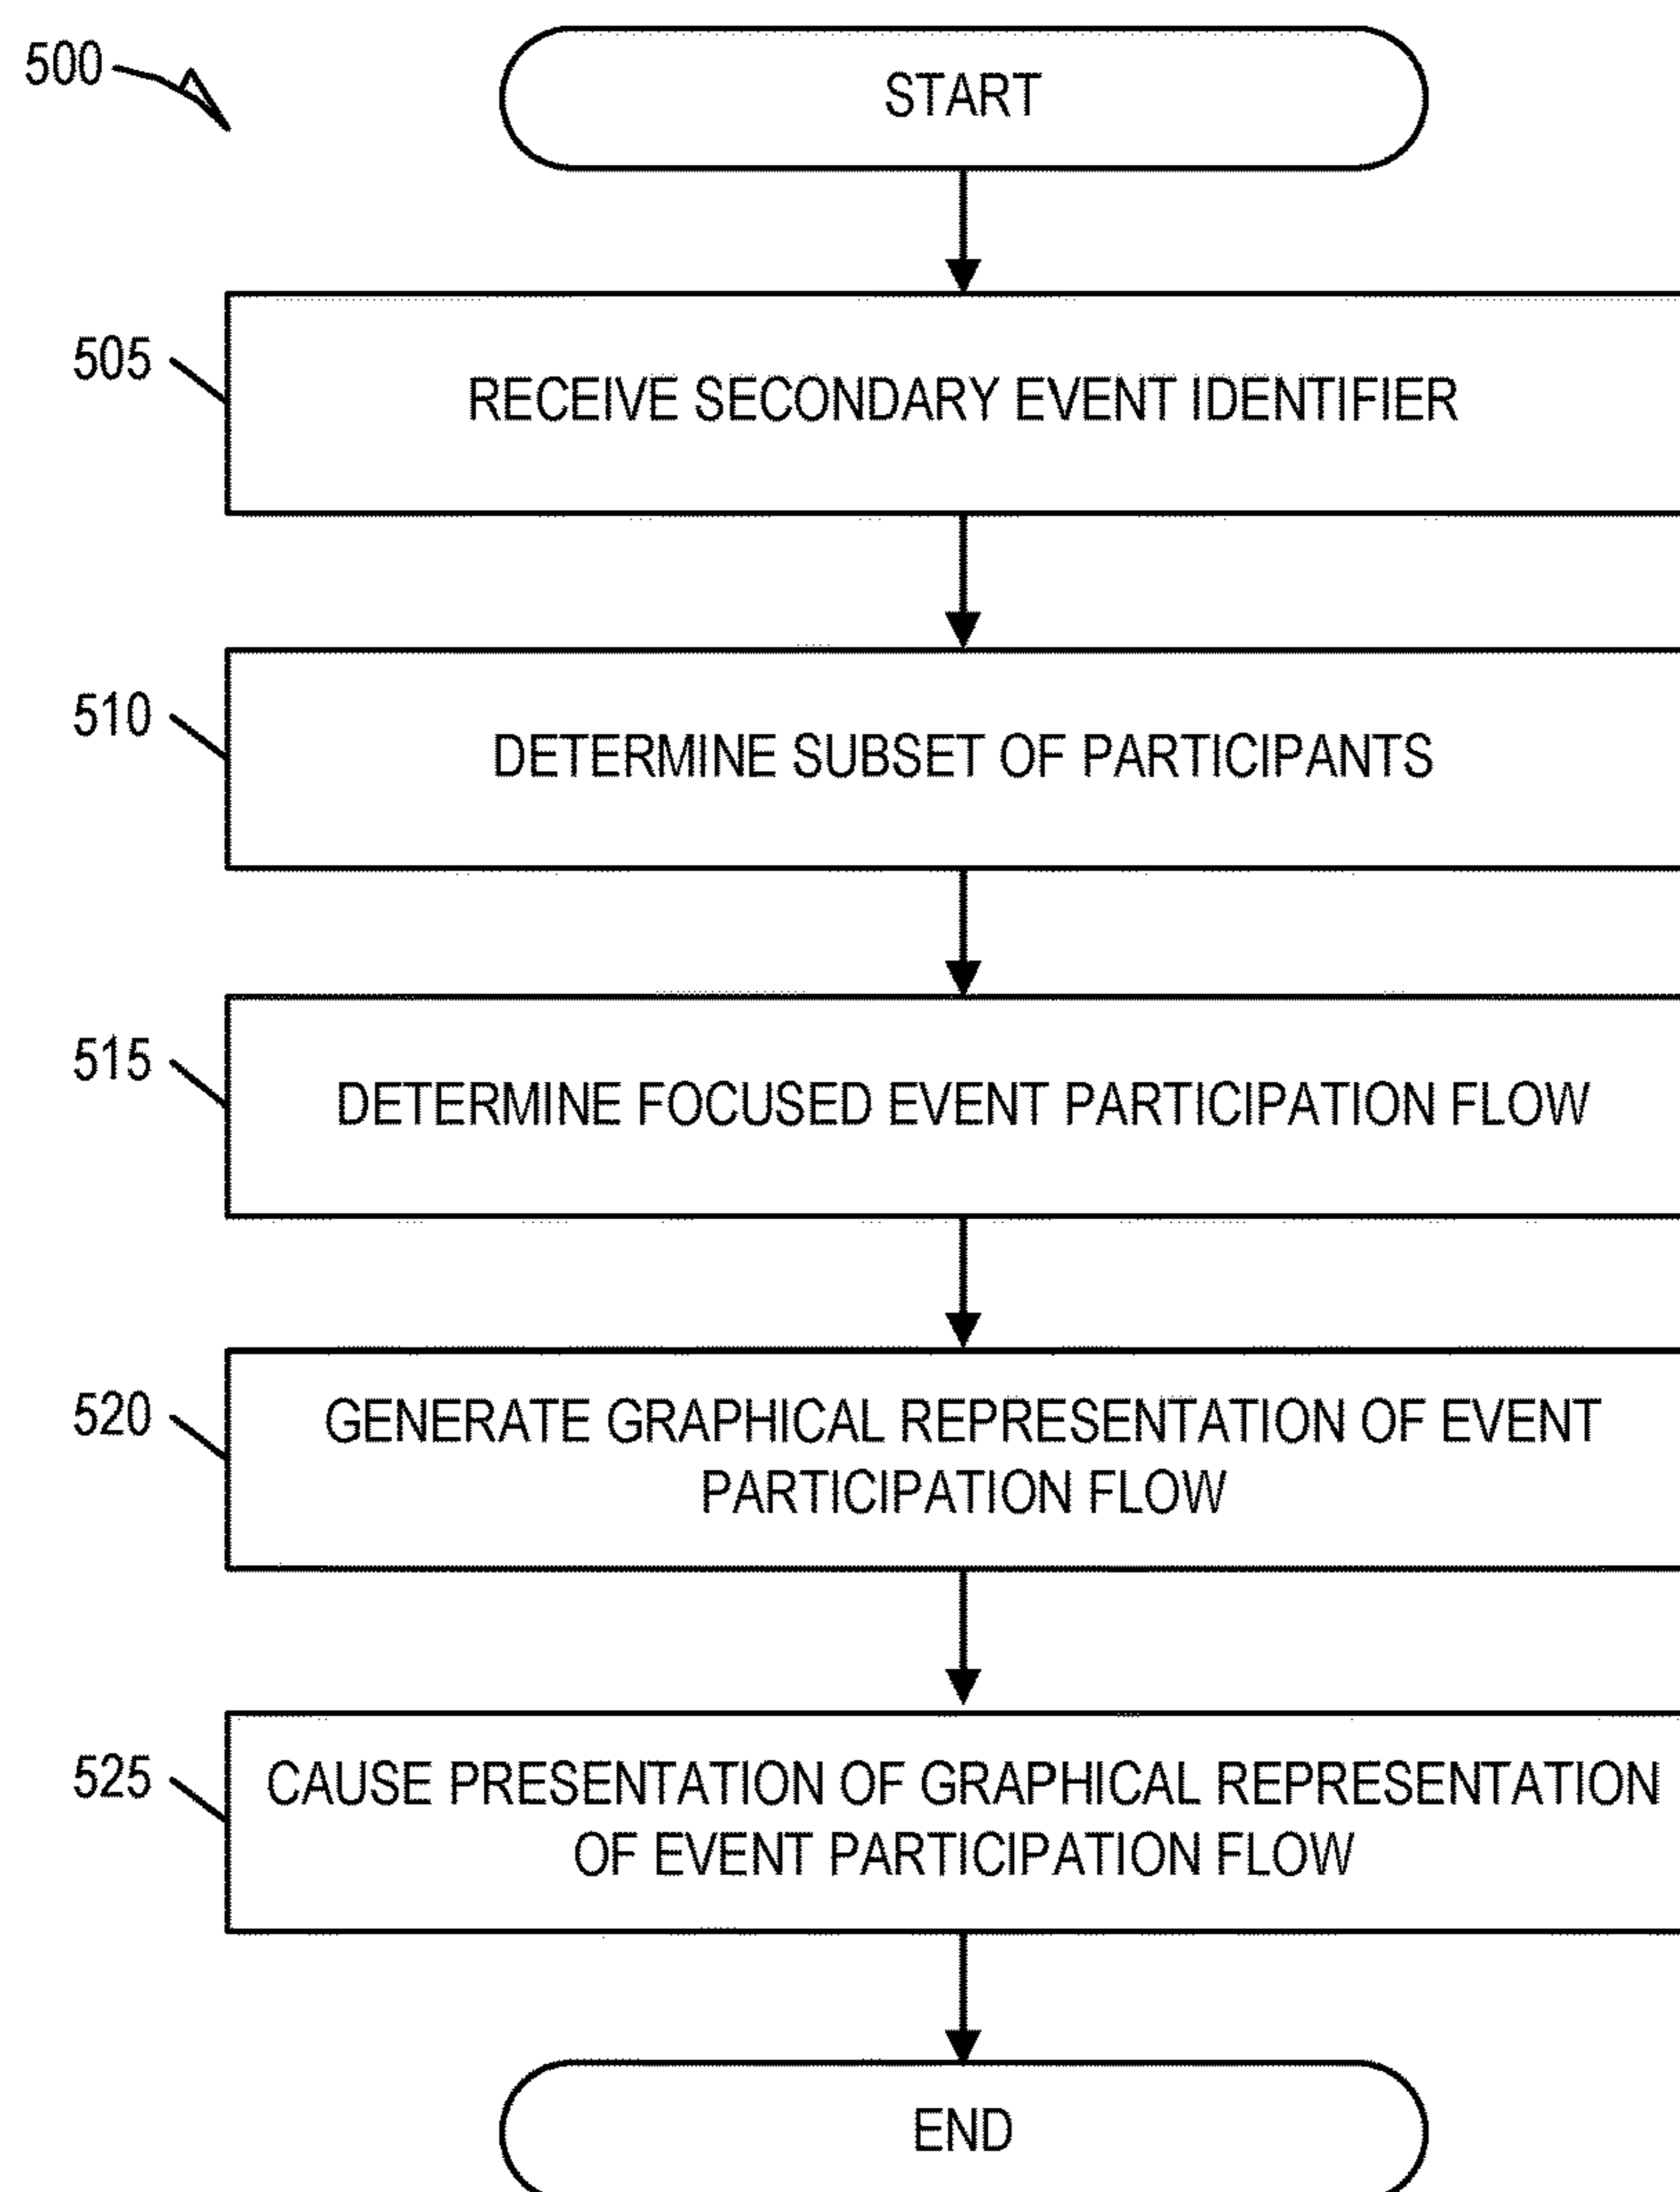 500
START
505
RECEIVE SECONDARY EVENT IDENTIFIER
510
DETERMINE SUBSET OF PARTICIPANTS
515
DETERMINE FOCUSED EVENT PARTICIPATION FLOW
520
GENERATE GRAPHICAL REPRESENTATION OF EVENT
PARTICIPATION FLOW
525
CAUSE PRESENTATION OF GRAPHICAL REPRESENTATION
OF EVENT PARTICIPATION FLOW
END